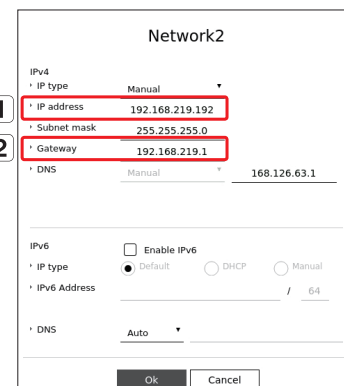 Network2
IPv4
IP type Manual
1 IP address 192.168.219.192
Subnet mask 255.255.255.0
2 Gateway 192.168.219.1
DNS Manual 168.126.63.1
IPv6 Enable IPv6
IP type Default DHCP Manual
IPv6 Address / 64
DNS Auto
Ok Cancel